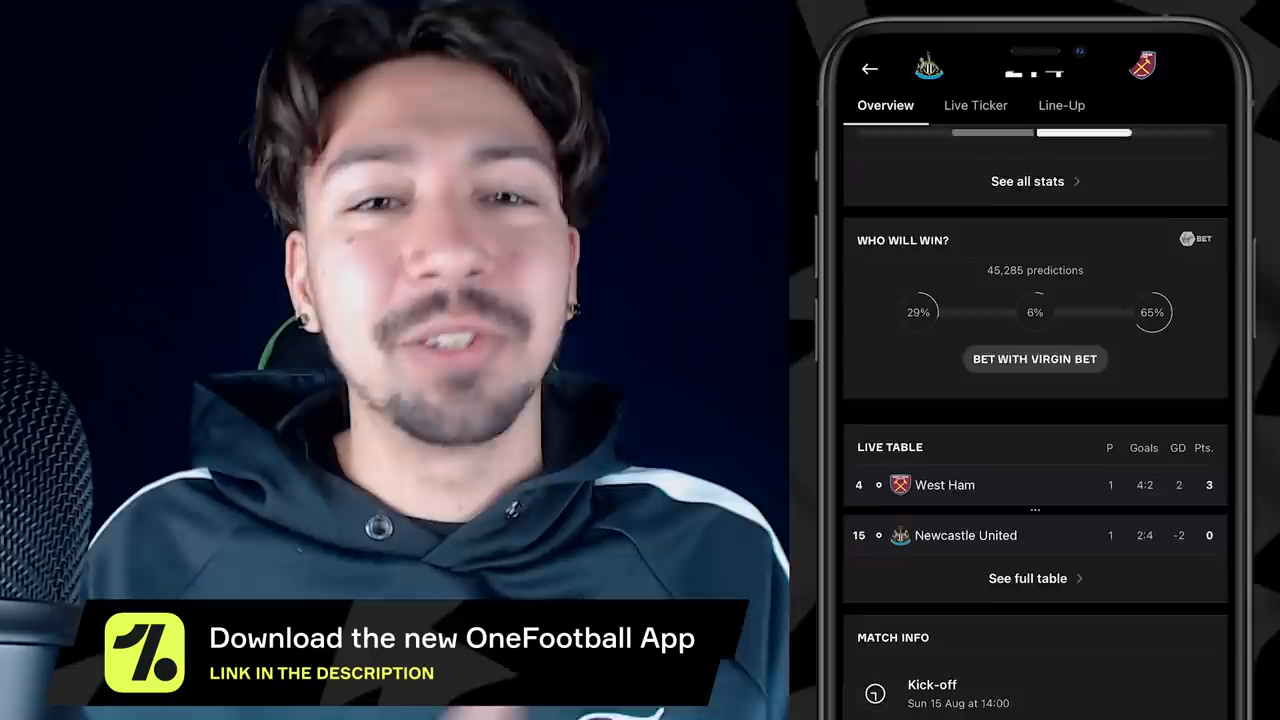 Overview Live Ticker Line-Up
See all stats
WHO WILL WIN?
BET
45,285 predictions
29% 6% 65%
BET WITH VIRGIN BET
LIVE TABLE P Goals GD Pts.
4 West Ham 1 4:2 2 3
...
15 Newcastle United 1 2:4 -2 0
See full table
MATCH INFO
Kick-off
Sun 15 Aug at 14:00
Download the new OneFootball App
LINK IN THE DESCRIPTION